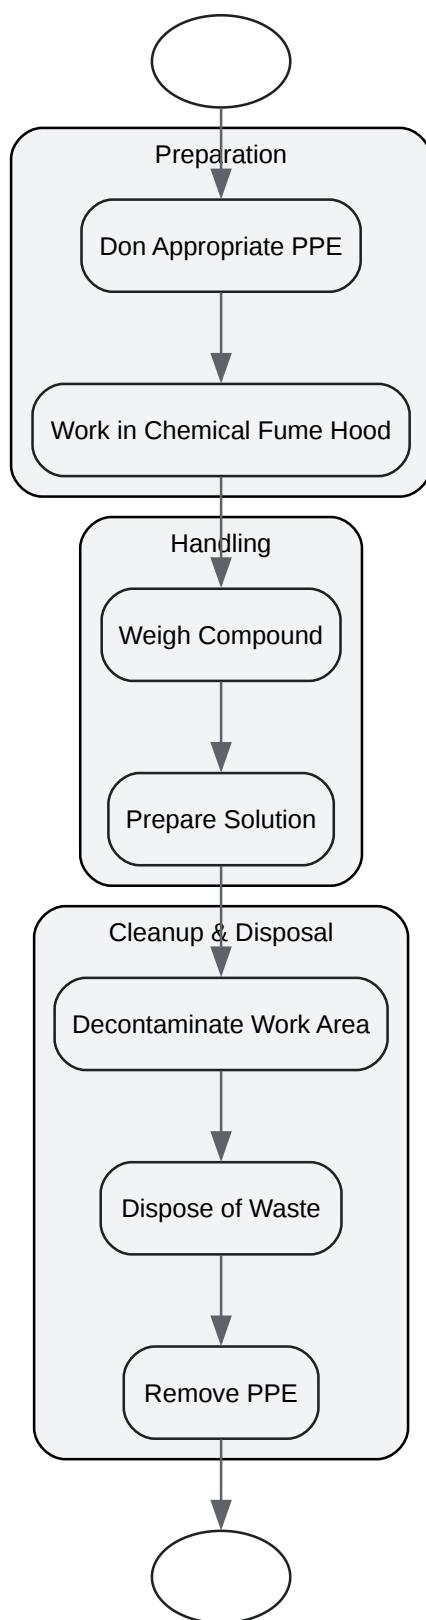 Preparation
Don Appropriate PPE
Work in Chemical Fume Hood
Handling
Weigh Compound
Prepare Solution
Cleanup & Disposal
Decontaminate Work Area
Dispose of Waste
Remove PPE